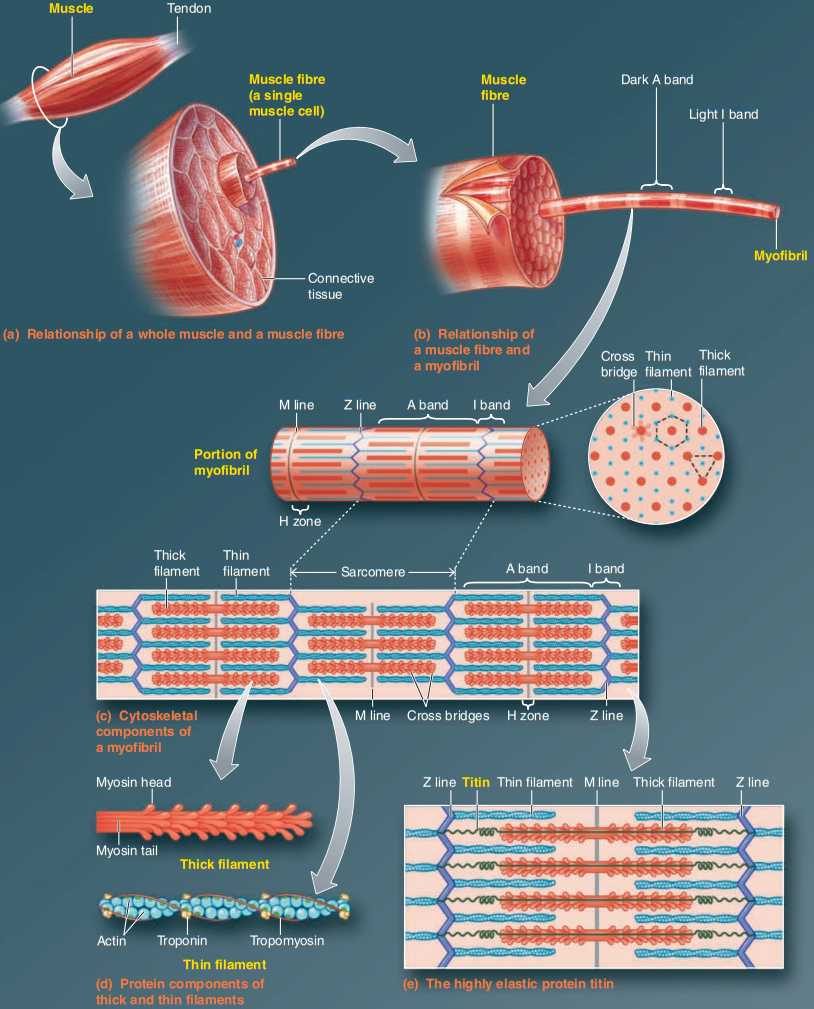 Muscle
Tendon
Muscle fibre
(a single
muscle cell)
Connective
tissue
(a) Relationship of a whole muscle and a muscle fibre
Muscle
fibre
Dark A band
Light I band
Myofibril
(b) Relationship of
a muscle fibre and
a myofibril
Cross
bridge
Thin
filament
Thick
filament
M line
Z line
A band
I band
Portion of
myofibril
H zone
Thick
filament
Thin
filament
Sarcomere
A band
I band
M line
Cross bridges
H zone
Z line
(c) Cytoskeletal
components of
a myofibril
Myosin head
Myosin tail
Thick filament
Actin
Troponin
Tropomyosin
Thin filament
(d) Protein components of
thick and thin filaments
Z line
Titin
Thin filament
M line
Thick filament
Z line
(e) The highly elastic protein titin